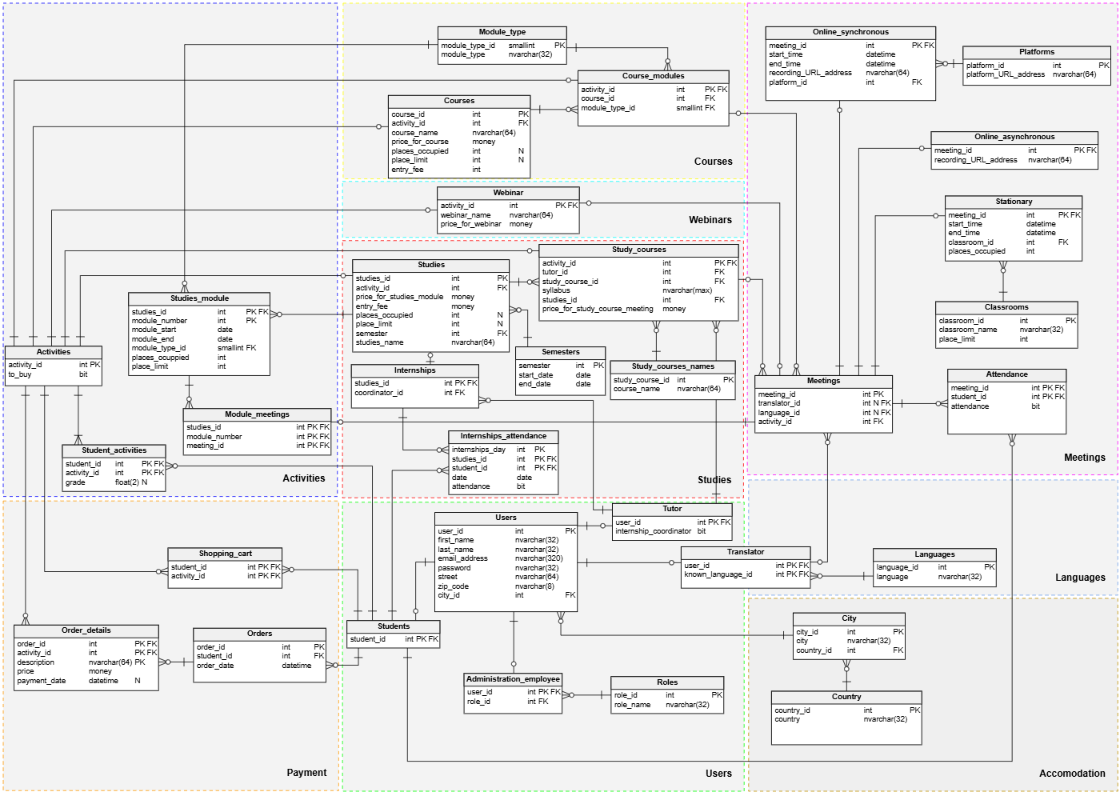 Module_type
module_type_id smallint PK
module_type nvarchar(32)
Course_modules
activity_id int PK FK
course_id int FK
module_type_id smallint FK
Courses
course_id int PK
activity_id int FK
course_name nvarchar(64)
price_for_course money
places_occupied int N
place_limit int N
entry_fee int
Courses
Online_synchronous
meeting_id int PK FK
start_time datetime
end_time datetime
recording_URL_address nvarchar(64)
platform_id int FK
Platforms
platform_id int PK
platform_URL_address nvarchar(64)
Online_asynchronous
meeting_id int PK FK
recording_URL_address nvarchar(64)
Webinar
activity_id int PK FK
webinar_name nvarchar(64)
price_for_webinar money
Webinars
Stationary
meeting_id int PK FK
start_time datetime
end_time datetime
classroom_id int FK
places_occupied int
Classrooms
classroom_id int PK
classroom_name nvarchar(32)
place_limit int
Studies
studies_id int PK
activity_id int FK
price_for_studies_module money
entry_fee money
places_occupied int N
place_limit int N
semester int FK
studies_name nvarchar(64)
Study_courses
activity_id int PK FK
tutor_id int FK
study_course_id int FK
syllabus nvarchar(max)
studies_id int FK
price_for_study_course_meeting money
Studies_module
studies_id int PK FK
module_number int PK
module_start date
module_end date
module_type_id smallint FK
places_ocuppied int
place_limit int
Semesters
semester int PK
start_date date
end_date date
Study_courses_names
study_course_id int PK
course_name nvarchar(64)
Activities
activity_id int PK
to_buy bit
Internships
studies_id int PK FK
coordinator_id int FK
Meetings
meeting_id int PK
translator_id int N FK
language_id int N FK
activity_id int FK
Attendance
meeting_id int PK FK
student_id int PK FK
attendance bit
Module_meetings
studies_id int PK FK
module_number int PK FK
meeting_id int PK FK
Student_activities
student_id int PK FK
activity_id int PK FK
grade float(2) N
Internships_attendance
internships_day int PK
studies_id int PK FK
student_id int PK FK
date date
attendance bit
Activities
Studies
Meetings
Users
user_id int PK
first_name nvarchar(32)
last_name nvarchar(32)
email_address nvarchar(320)
password nvarchar(32)
street nvarchar(64)
zip_code nvarchar(8)
city_id int FK
Tutor
user_id int PK FK
internship_coordinator bit
Shopping_cart
student_id int PK FK
activity_id int PK FK
Translator
user_id int PK FK
known_language_id int PK FK
Languages
language_id int PK
language nvarchar(32)
Languages
Order_details
order_id int PK FK
activity_id int PK FK
description nvarchar(64) PK
price money
payment_date datetime N
Orders
order_id int PK
student_id int FK
order_date datetime
Students
student_id int PK FK
City
city_id int PK
city nvarchar(32)
country_id int FK
Administration_employee
user_id int PK FK
role_id int FK
Roles
role_id int PK
role_name nvarchar(32)
Country
country_id int PK
country nvarchar(32)
Payment
Users
Accomodation